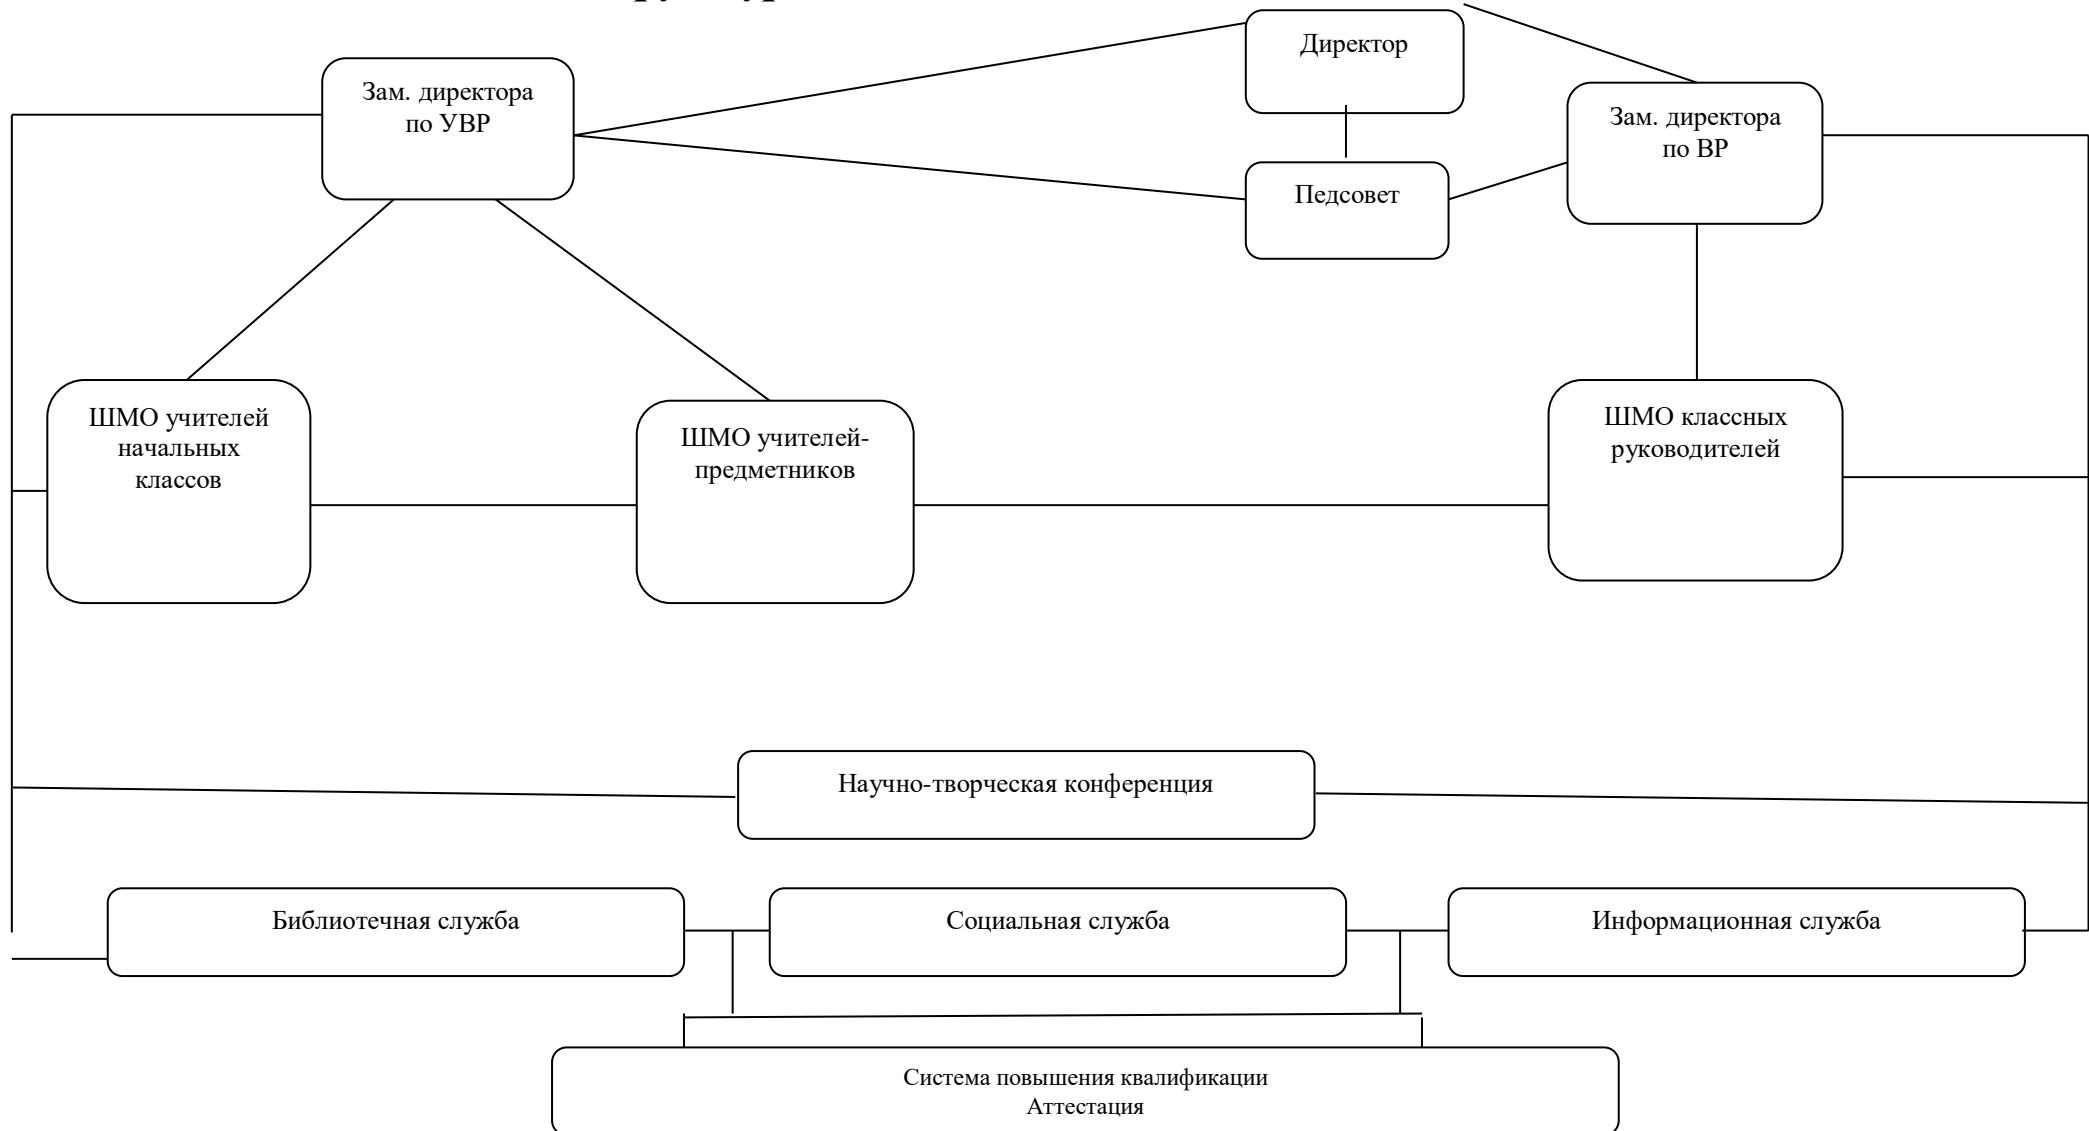 Директор
Зам. директора
по УВР
Зам. директора
по ВР
Педсовет
ШМО учителей
начальных
классов
ШМО учителей-
предметников
ШМО классных
руководителей
Научно-творческая конференция
Библиотечная служба
Социальная служба
Информационная служба
Система повышения квалификации
Аттестация